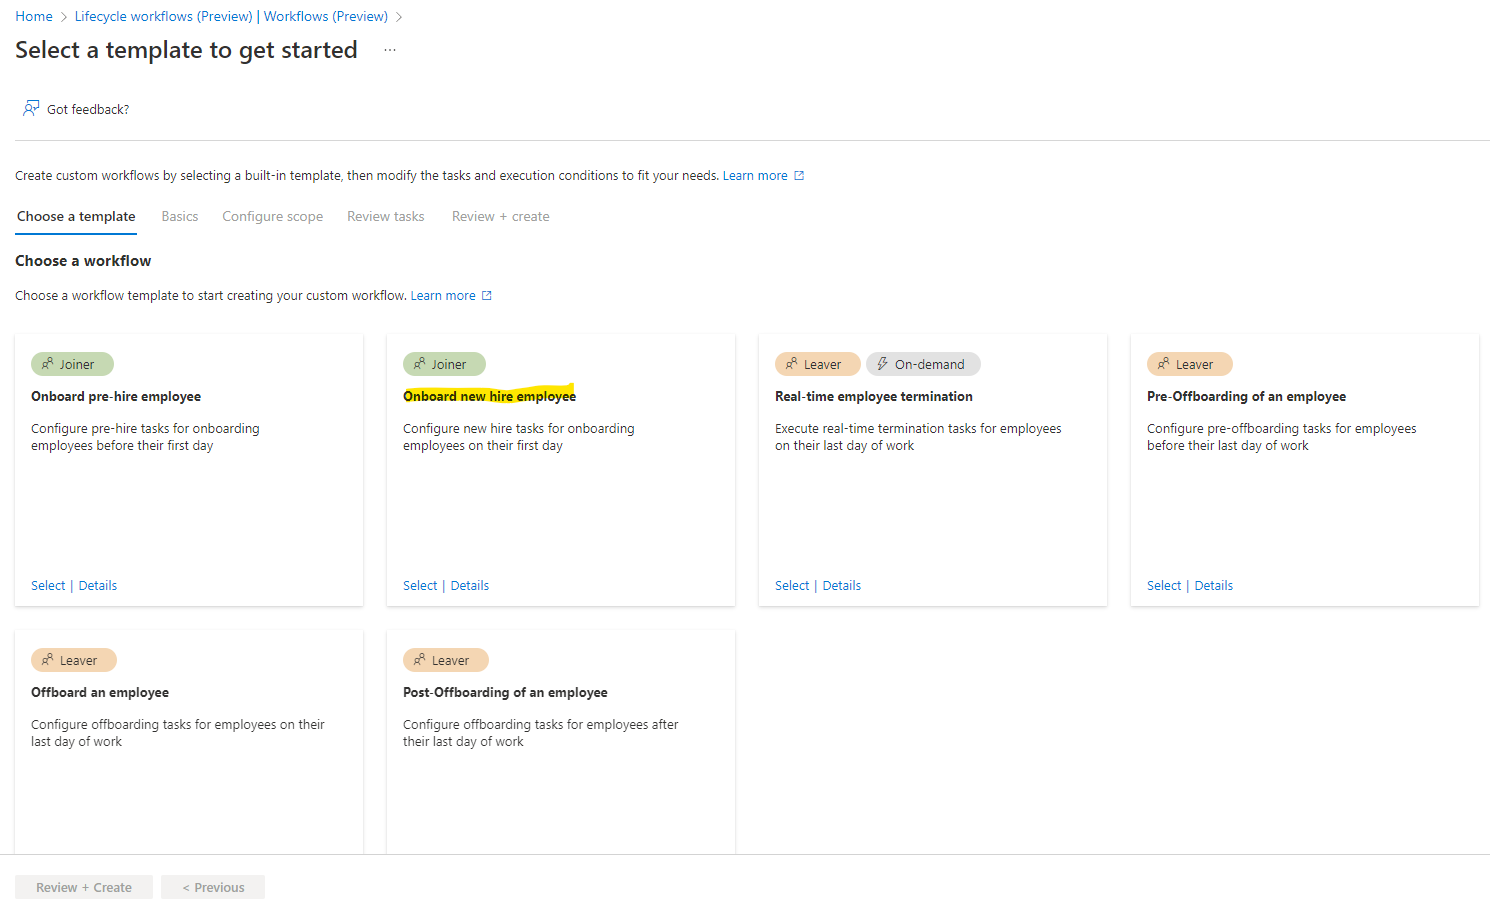 Home > Lifecycle workflows (Preview) | Workflows (Preview) >
Select a template to get started ...
Got feedback?
Create custom workflows by selecting a built-in template, then modify the tasks and execution conditions to fit your needs. Learn more
Choose a template Basics Configure scope Review tasks Review + create
Choose a workflow
Choose a workflow template to start creating your custom workflow. Learn more
Joiner
Onboard pre-hire employee
Configure pre-hire tasks for onboarding
employees before their first day
Select | Details
Joiner
Onboard new hire employee
Configure new hire tasks for onboarding
employees on their first day
Select | Details
Leaver On-demand
Real-time employee termination
Execute real-time termination tasks for employees
on their last day of work
Select | Details
Leaver
Pre-Offboarding of an employee
Configure pre-offboarding tasks for employees
before their last day of work
Select | Details
Leaver
Offboard an employee
Configure offboarding tasks for employees on their
last day of work
Leaver
Post-Offboarding of an employee
Configure offboarding tasks for employees after
their last day of work
Review + Create < Previous